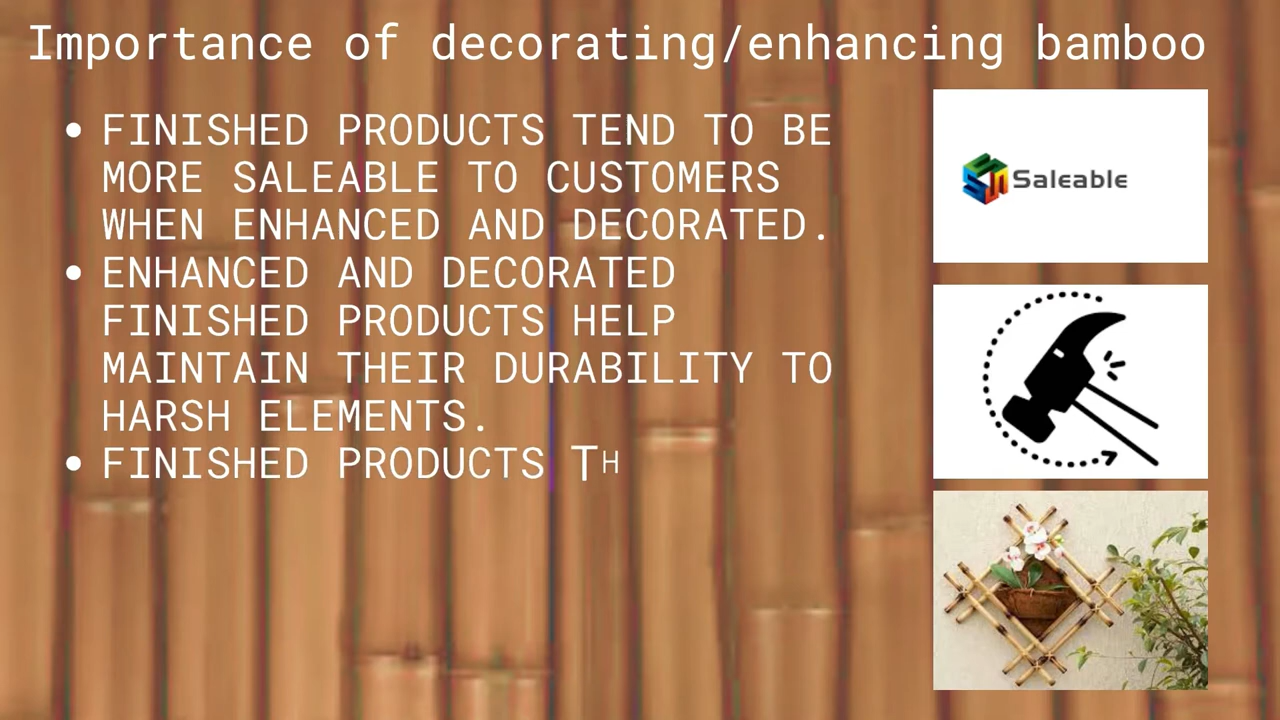 Importance of decorating/enhancing bamboo
• FINISHED PRODUCTS TEND TO BE
MORE SALEABLE TO CUSTOMERS
WHEN ENHANCED AND DECORATED.
• ENHANCED AND DECORATED
FINISHED PRODUCTS HELP
MAINTAIN THEIR DURABILITY TO
HARSH ELEMENTS.
• FINISHED PRODUCTS TH
Saleable